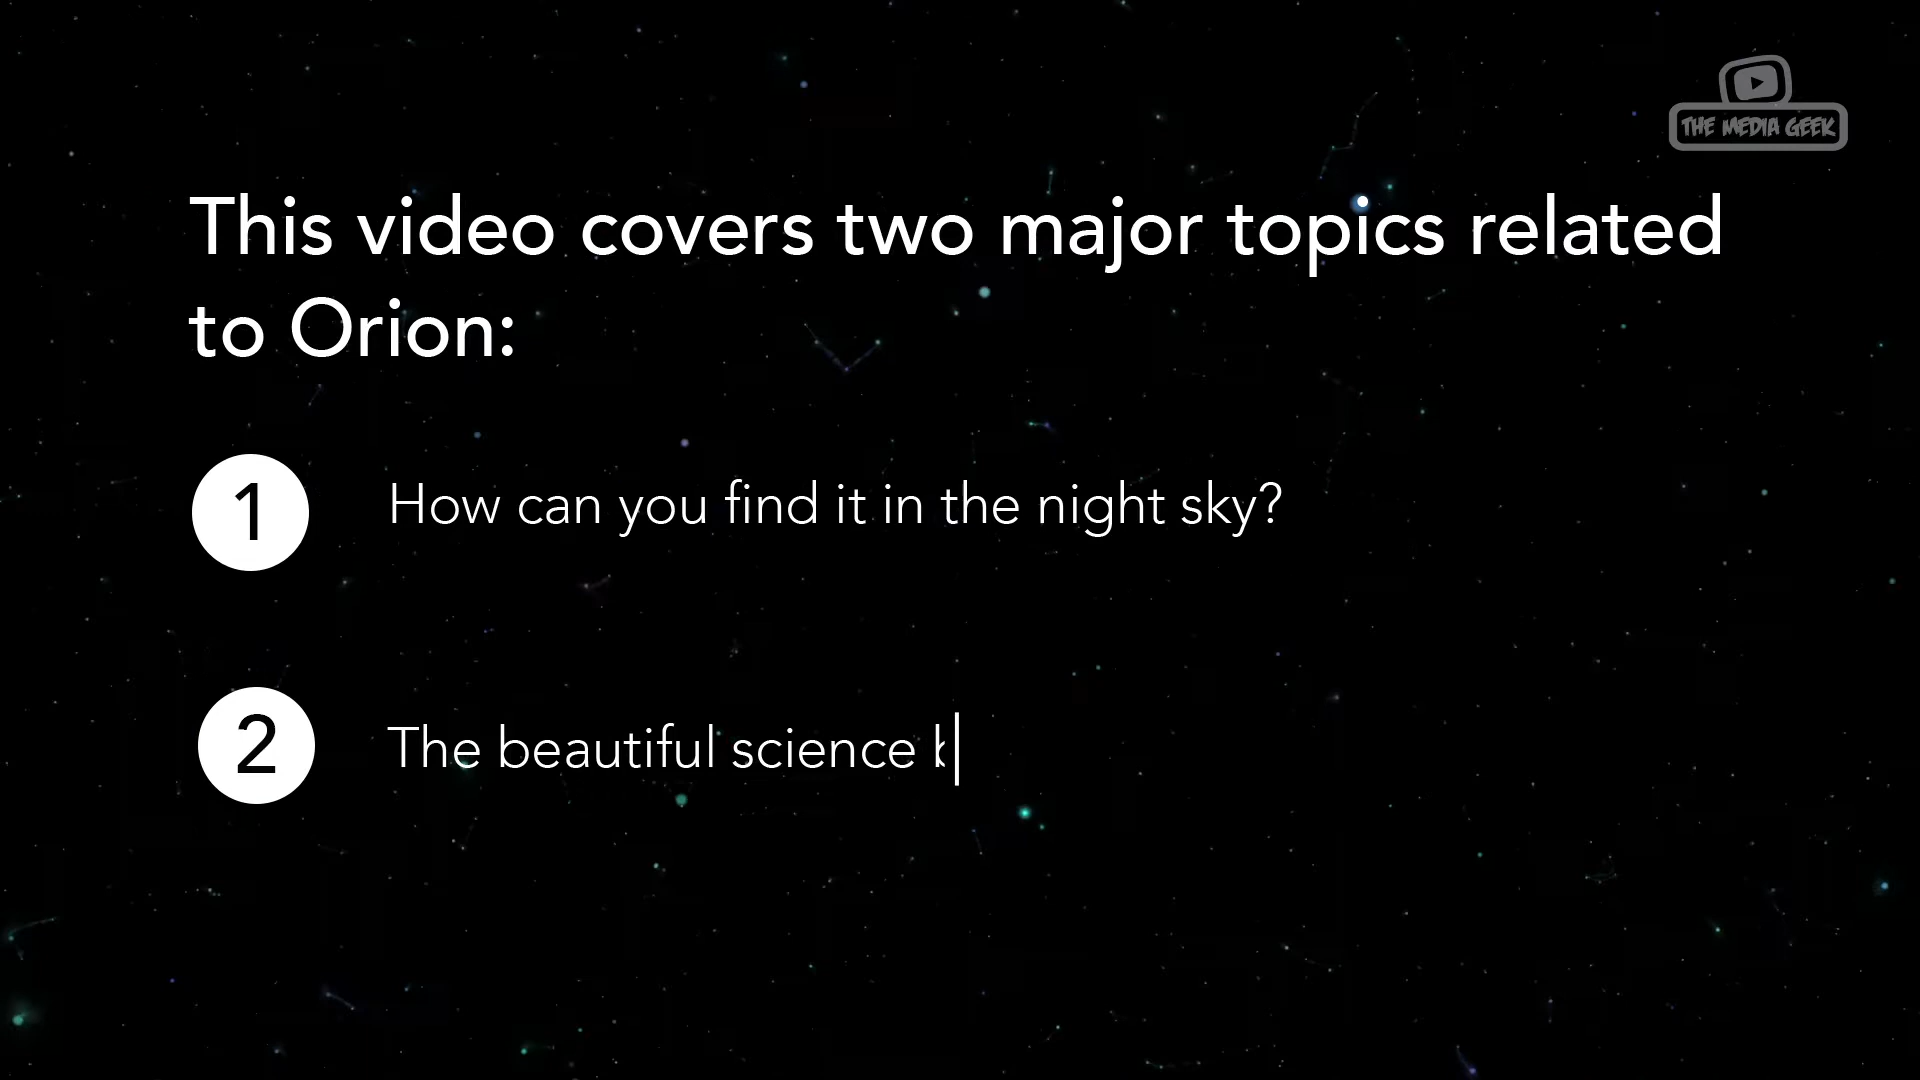 THE MEDIA GEEK
This video covers two major topics related
to Orion:
1
How can you find it in the night sky?
2
The beautiful science